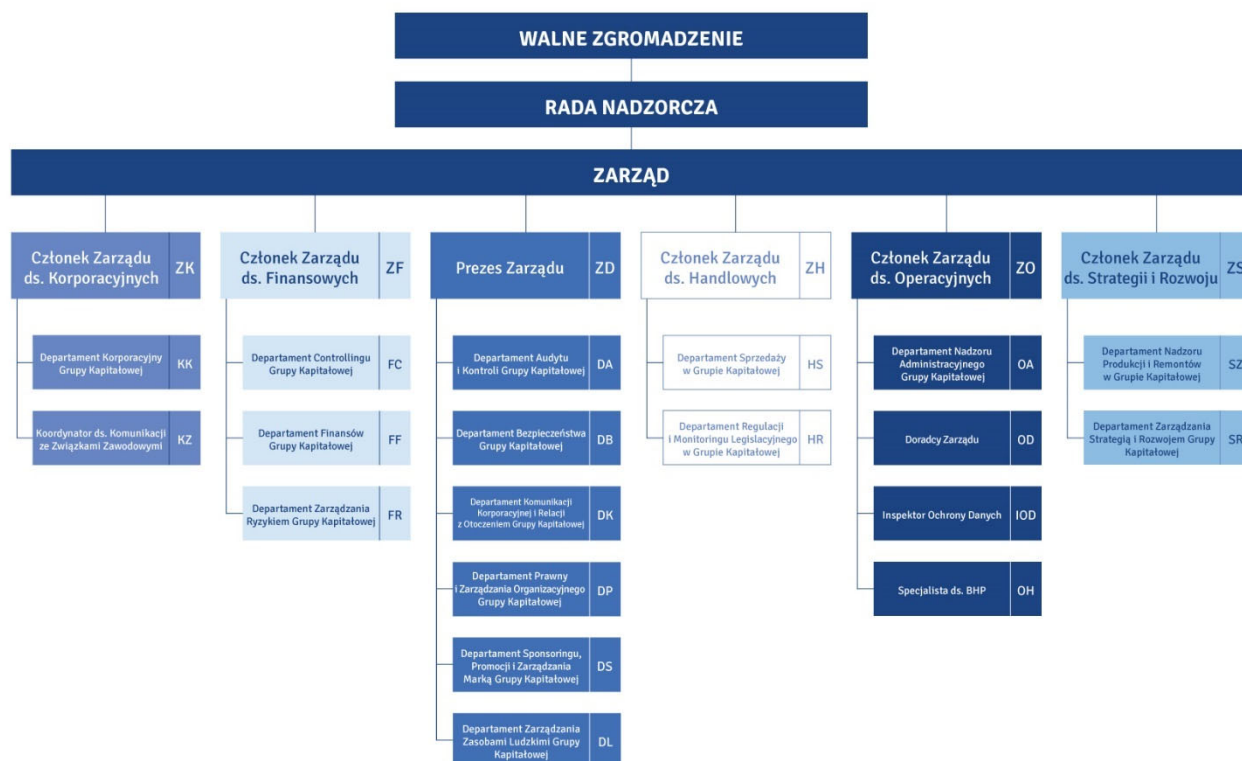 WALNE ZGROMADZENIE
RADA NADZORCZA
ZARZĄD
Członek Zarządu
ds. Korporacyjnych
ZK
Departament Korporacyjny
Grupy Kapitałowej
KK
Koordynator ds. Komunikacji
ze Związkami Zawodowymi
KZ
Członek Zarządu
ds. Finansowych
ZF
Departament Controllingu
Grupy Kapitałowej
FC
Departament Finansów
Grupy Kapitałowej
FF
Departament Zarządzania
Ryzykiem Grupy Kapitałowej
FR
Prezes Zarządu
ZD
Departament Audytu
i Kontroli Grupy Kapitałowej
DA
Departament Bezpieczeństwa
Grupy Kapitałowej
DB
Departament Komunikacji
Korporacyjnej i Relacji
z Otoczeniem Grupy Kapitałowej
DK
Departament Prawny
i Zarządzania Organizacyjnego
Grupy Kapitałowej
DP
Departament Sponsoringu,
Promocji i Zarządzania
Marką Grupy Kapitałowej
DS
Departament Zarządzania
Zasobami Ludzkimi Grupy
Kapitałowej
DL
Członek Zarządu
ds. Handlowych
ZH
Departament Sprzedaży
w Grupie Kapitałowej
HS
Departament Regulacji
i Monitoringu Legislacyjnego
w Grupie Kapitałowej
HR
Członek Zarządu
ds. Operacyjnych
ZO
Departament Nadzoru
Administracyjnego
Grupy Kapitałowej
OA
Doradcy Zarządu
OD
Inspektor Ochrony Danych
IOD
Specjalista ds. BHP
OH
Członek Zarządu
ds. Strategii i Rozwoju
ZS
Departament Nadzoru
Produkcji i Remontów
w Grupie Kapitałowej
SZ
Departament Zarządzania
Strategią i Rozwojem Grupy
Kapitałowej
SR